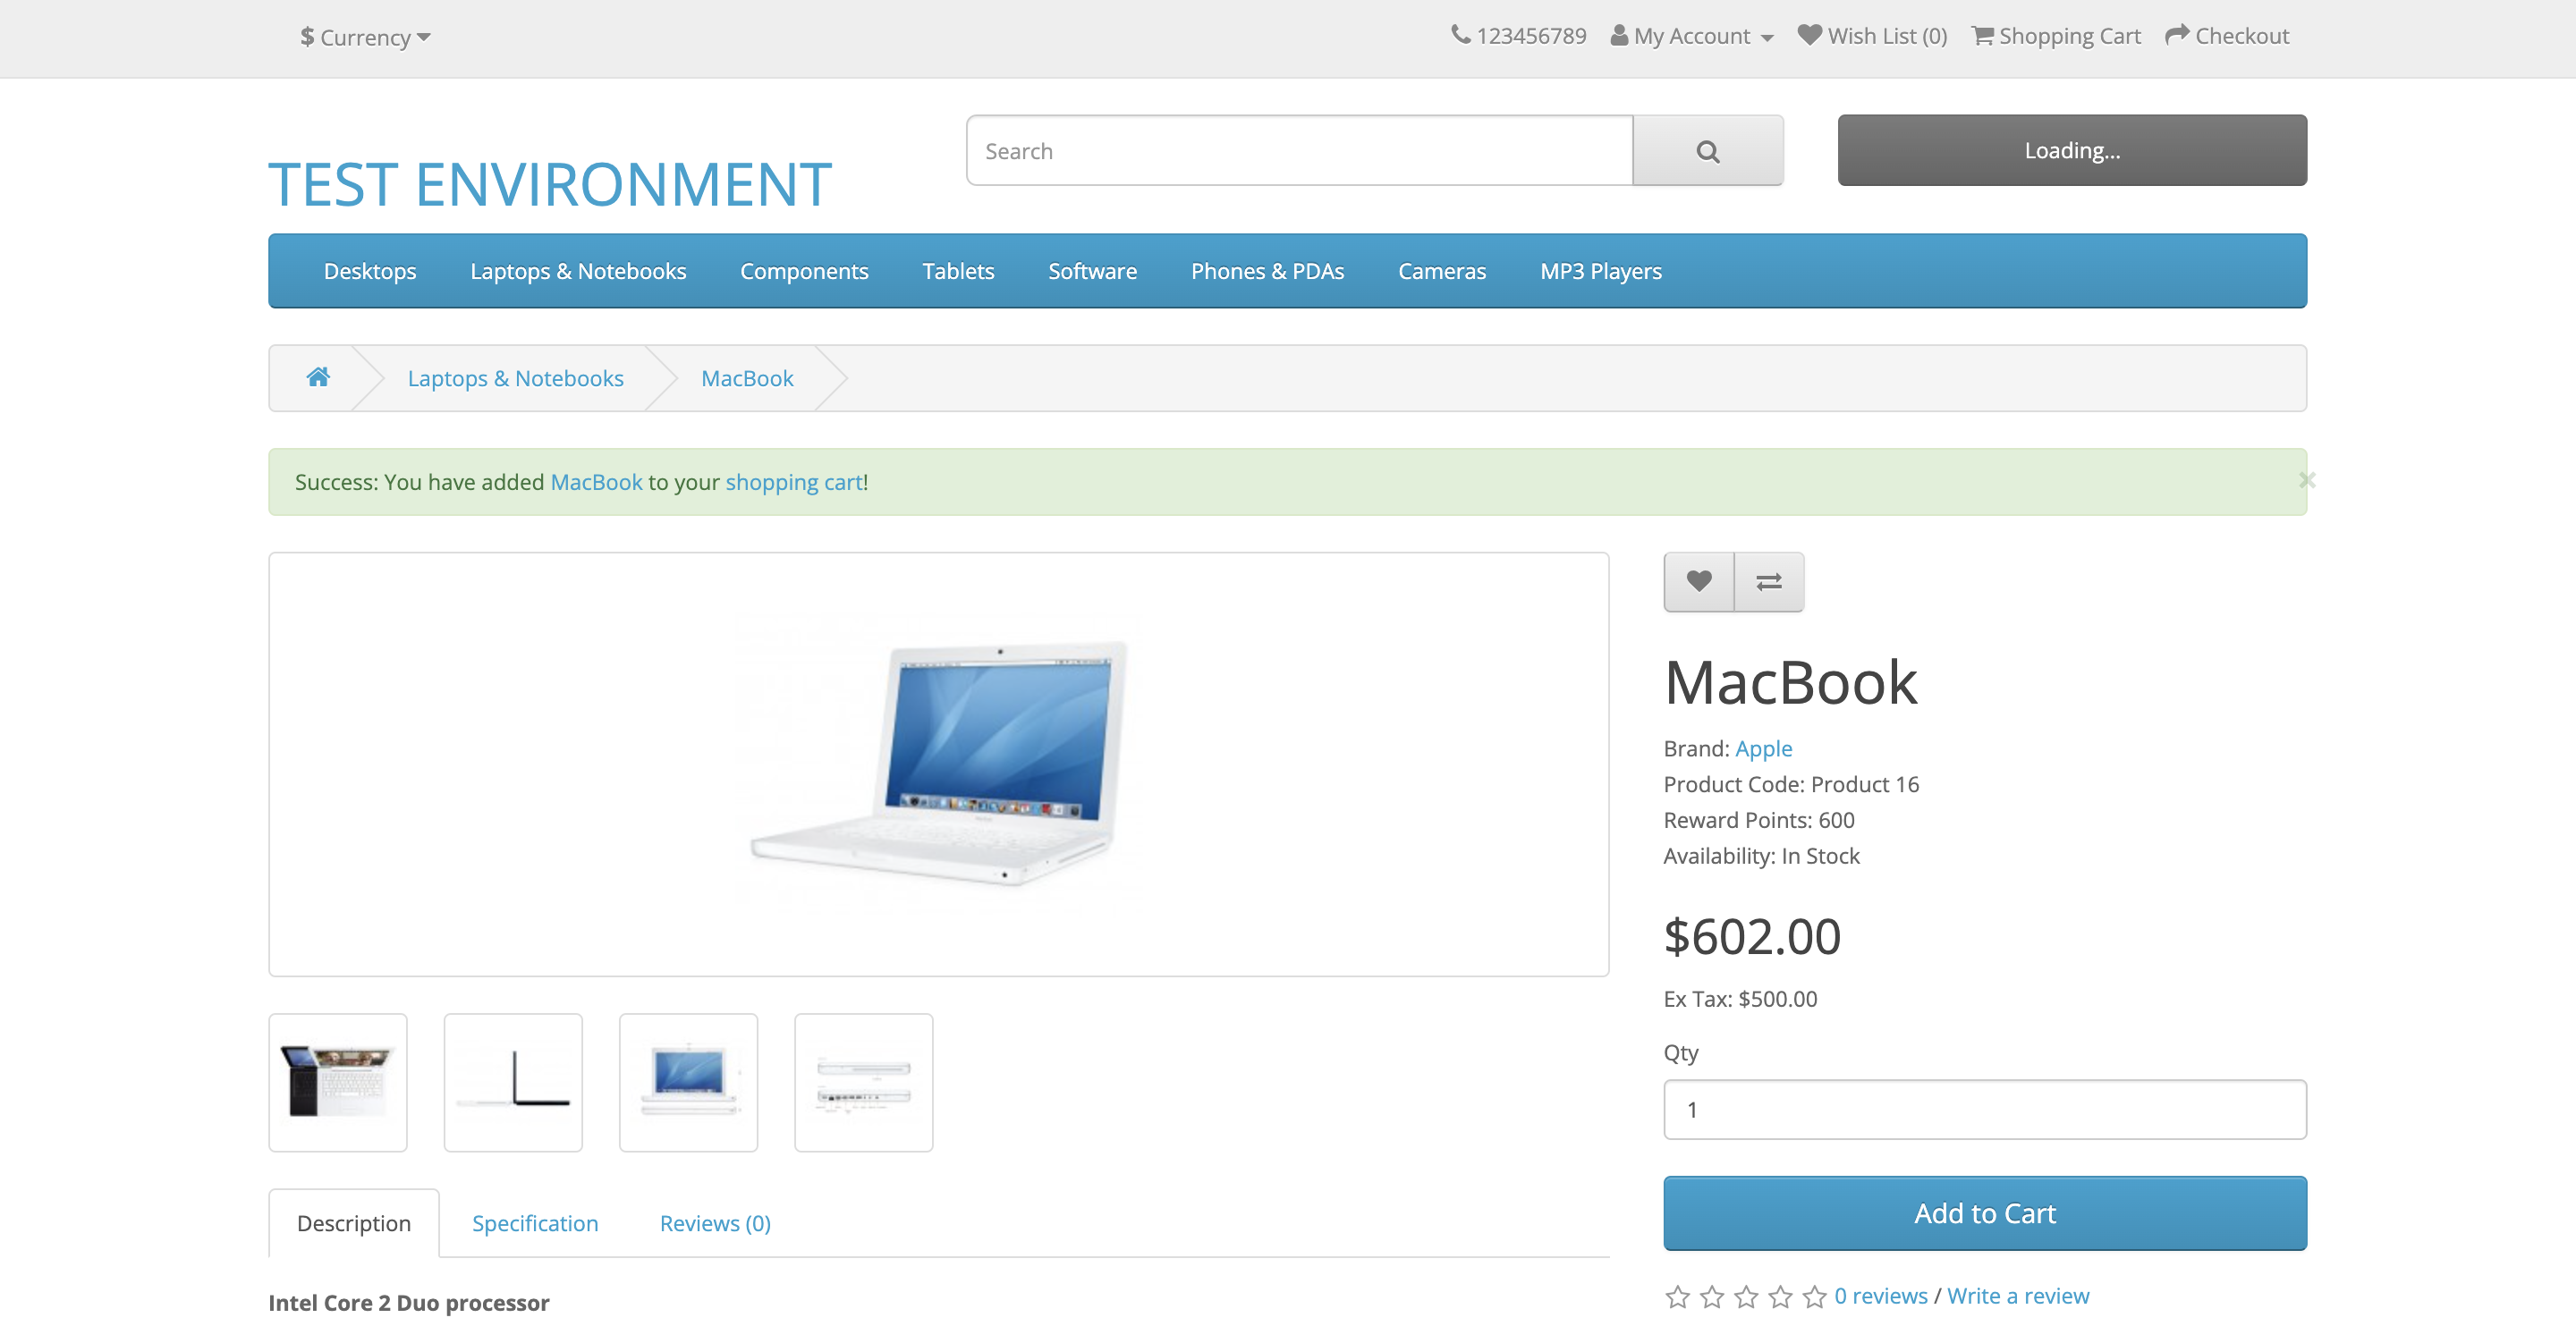 $ Currency
123456789 My Account Wish List (0) Shopping Cart Checkout
TEST ENVIRONMENT
Search
Loading...
Desktops Laptops & Notebooks Components Tablets Software Phones & PDAs Cameras MP3 Players
Laptops & Notebooks MacBook
Success: You have added MacBook to your shopping cart!
×
MacBook
Brand: Apple
Product Code: Product 16
Reward Points: 600
Availability: In Stock
$602.00
Ex Tax: $500.00
Qty
1
Add to Cart
0 reviews / Write a review
Description Specification Reviews (0)
Intel Core 2 Duo processor